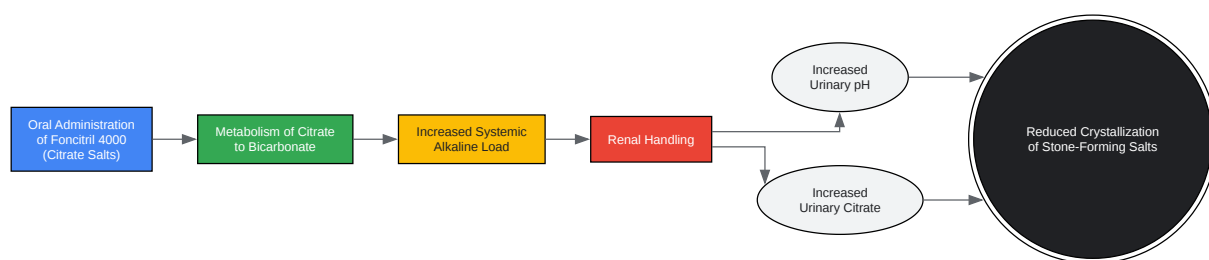 Oral Administration
of Foncitril 4000
(Citrate Salts)
Metabolism of Citrate
to Bicarbonate
Increased Systemic
Alkaline Load
Renal Handling
Increased
Urinary pH
Increased
Urinary Citrate
Reduced Crystallization
of Stone-Forming Salts